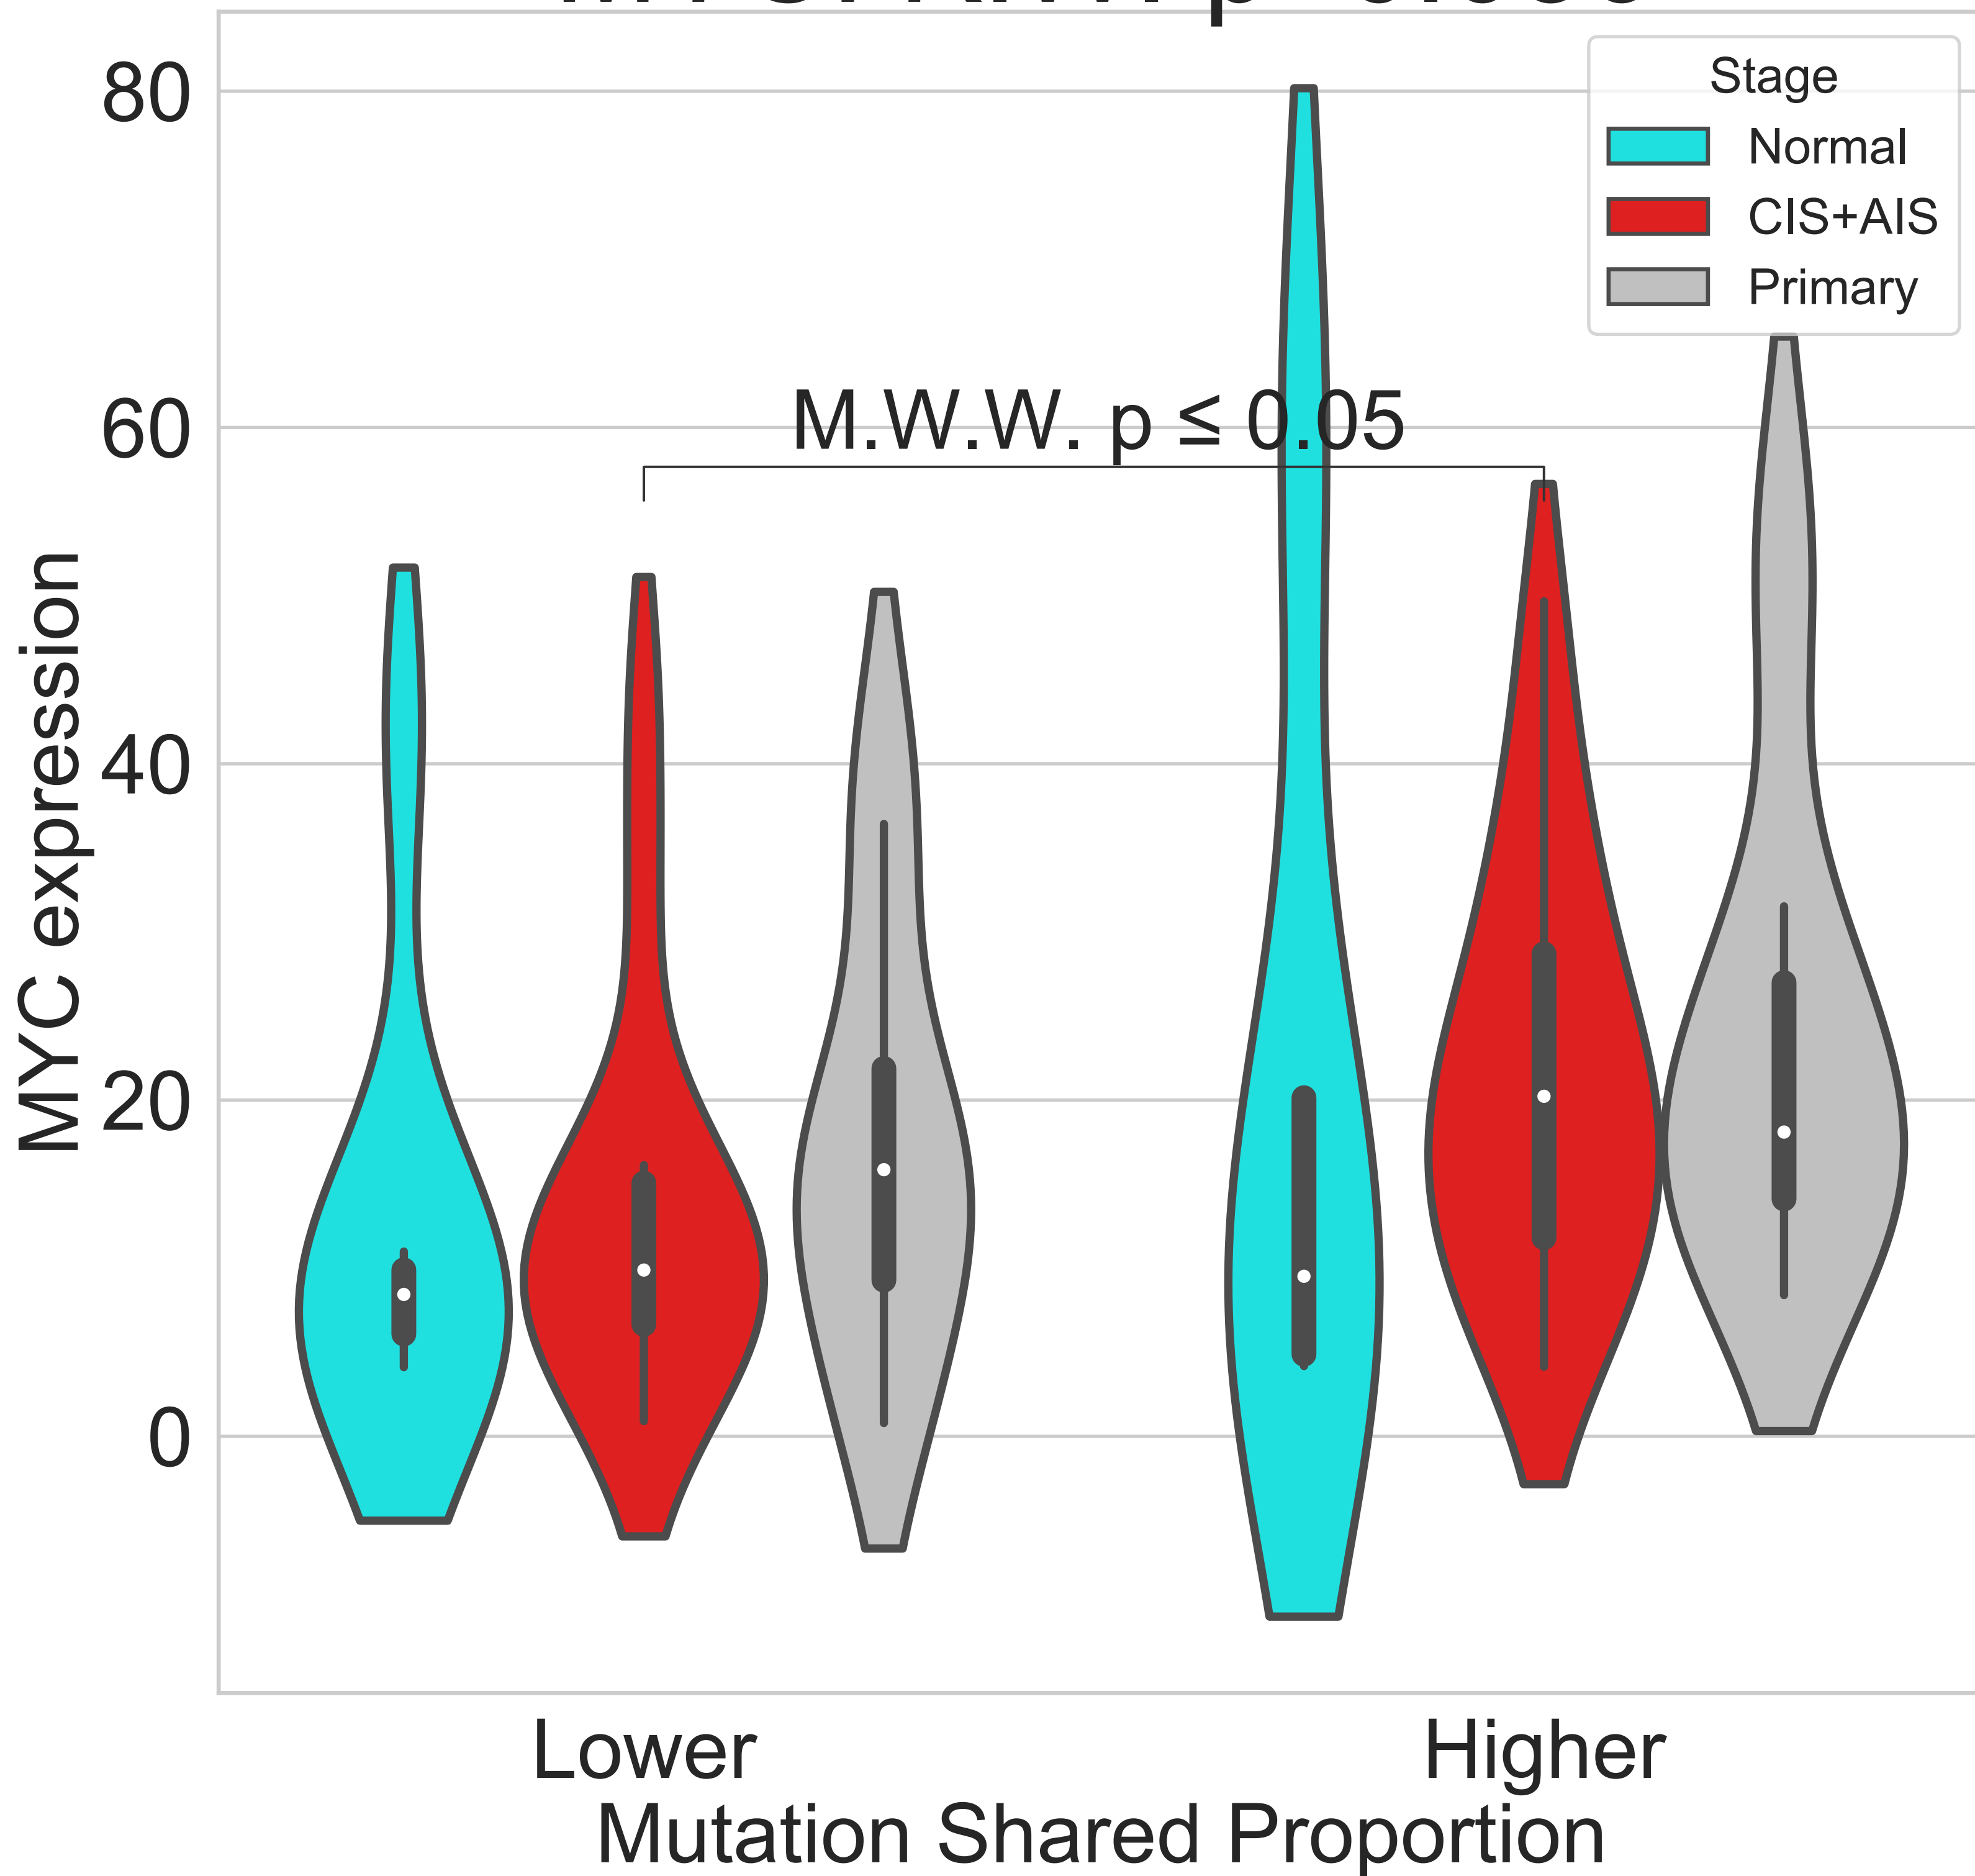 Stage
Normal
CIS+AIS
Primary
M.W.W. p ≤ 0.05
80
60
40
20
0
MYC expression
Lower
Higher
Mutation Shared Proportion